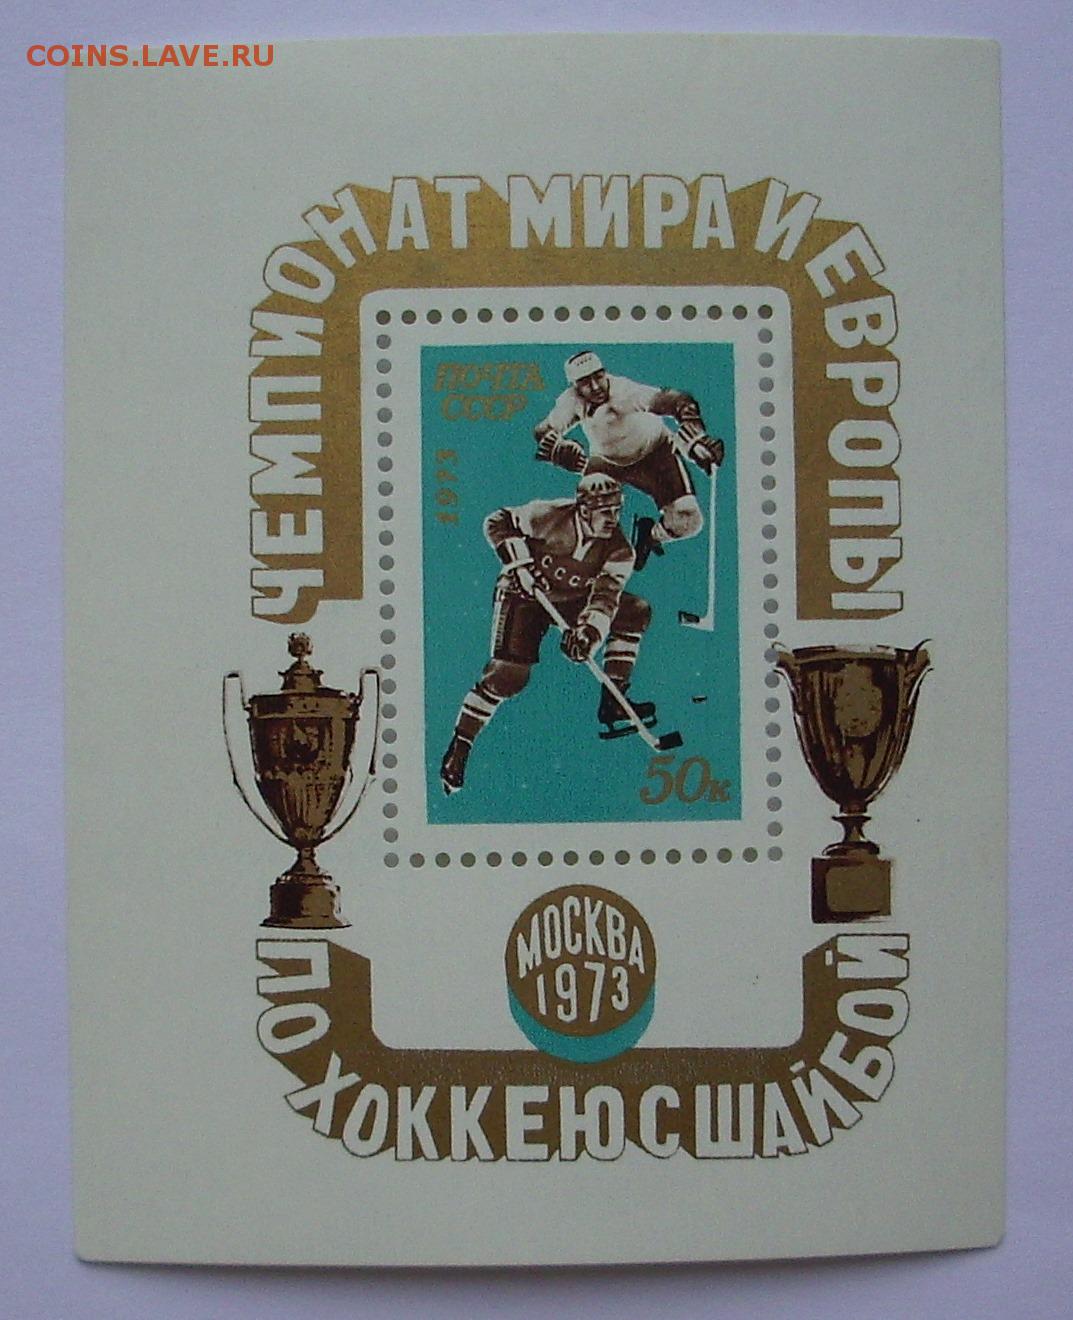 COINS.LAVE.RU
ЧЕМПИОНАТ МИРА И ЕВРОПЫ
ПОЧТА
СССР
1973
СССР
50к
МОСКВА
1973
ПО ХОККЕЮ С ШАЙБОЙ